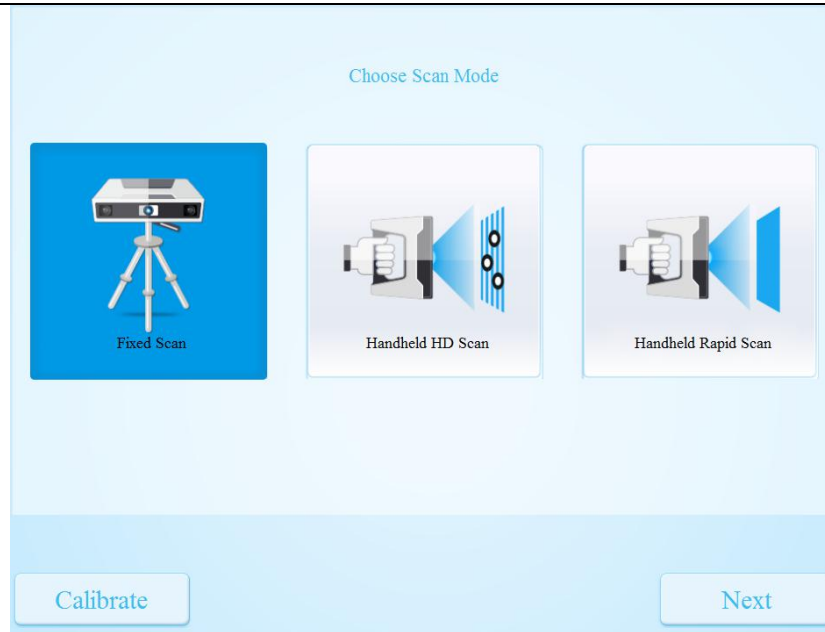 Choose Scan Mode
Fixed Scan
Handheld HD Scan
Handheld Rapid Scan
Calibrate
Next